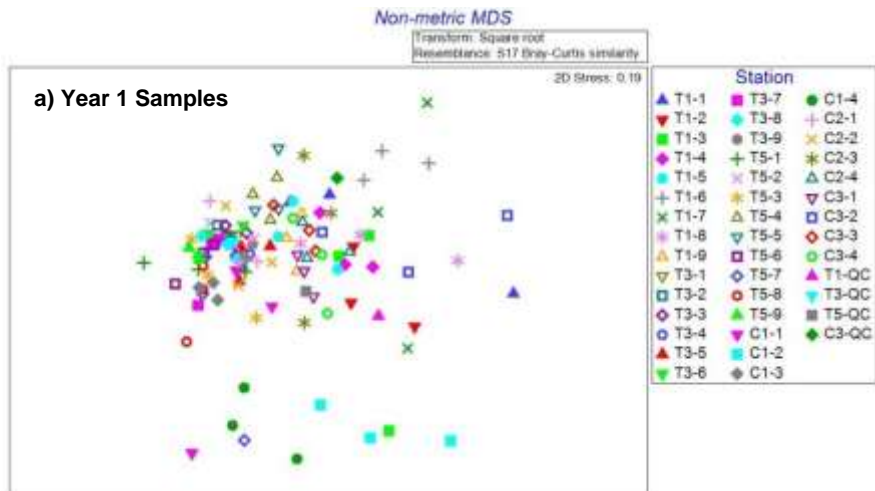 Non-metric MDS
Transform: Square root
Resemblance: S17 Bray-Curtis similarity
2D Stress: 0.19
a) Year 1 Samples
Station
T1-1 T3-7 C1-4
T1-2 T3-8 C2-1
T1-3 T3-9 C2-2
T1-4 T5-1 C2-3
T1-5 T5-2 C2-4
T1-6 T5-3 C3-1
T1-7 T5-4 C3-2
T1-8 T5-5 C3-3
T1-9 T5-6 C3-4
T3-1 T5-7 T1-QC
T3-2 T5-8 T3-QC
T3-3 T5-9 T5-QC
T3-4 C1-1 C3-QC
T3-5 C1-2
T3-6 C1-3